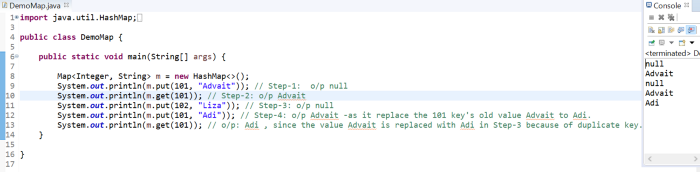 DemoMap.java
Console
1 import java.util.HashMap;
3
4 public class DemoMap {
5
6 public static void main(String[] args) {
7
8 Map<Integer, String> m = new HashMap<>();
9 System.out.println(m.put(101, "Advait")); // Step-1: o/p null
10 System.out.println(m.get(101)); // Step-2: o/p Advait
11 System.out.println(m.put(102, "Liza")); // Step-3: o/p null
12 System.out.println(m.put(101, "Adi")); // Step-4: o/p Advait -as it replace the 101 key's old value Advait to Adi.
13 System.out.println(m.get(101)); // o/p: Adi , since the value Advait is replaced with Adi in Step-3 because of duplicate key.
14 }
15
16 }
17
<terminated> De
null
Advait
null
Advait
Adi